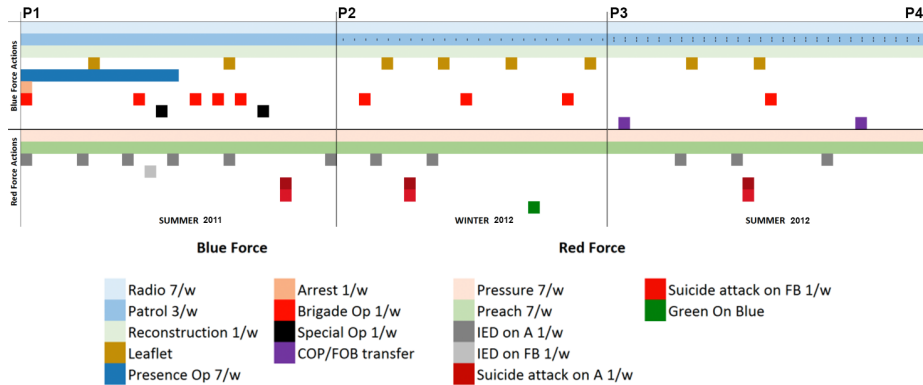 P1 P2 P3 P4
Blue Force Actions
Red Force Actions
SUMMER 2011 WINTER 2012 SUMMER 2012
Blue Force Red Force
Radio 7/w Arrest 1/w Pressure 7/w Suicide attack on FB 1/w
Patrol 3/w Brigade Op 1/w Preach 7/w Green On Blue
Reconstruction 1/w Special Op 1/w IED on A 1/w
Leaflet COP/FOB transfer IED on FB 1/w
Presence Op 7/w Suicide attack on A 1/w